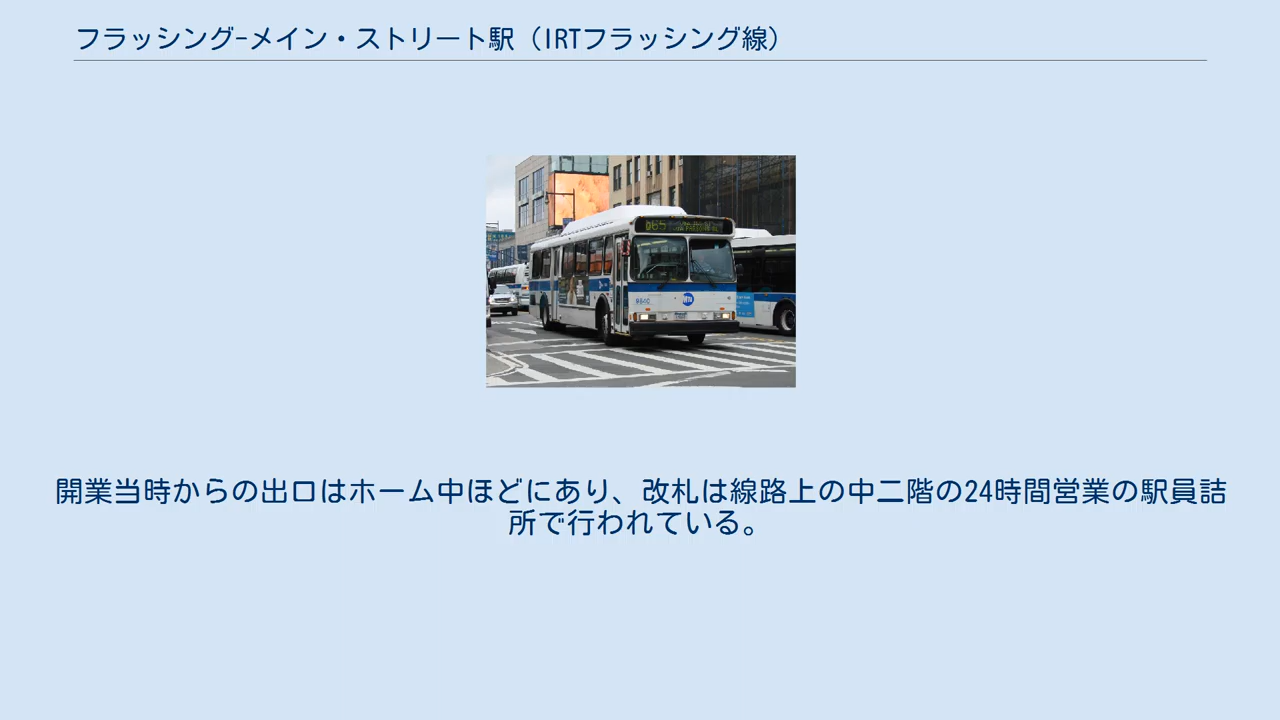 フラッシング-メイン・ストリート駅（IRTフラッシング線）
開業当時からの出口はホーム中ほどにあり、改札は線路上の中二階の24時間営業の駅員詰
所で行われている。